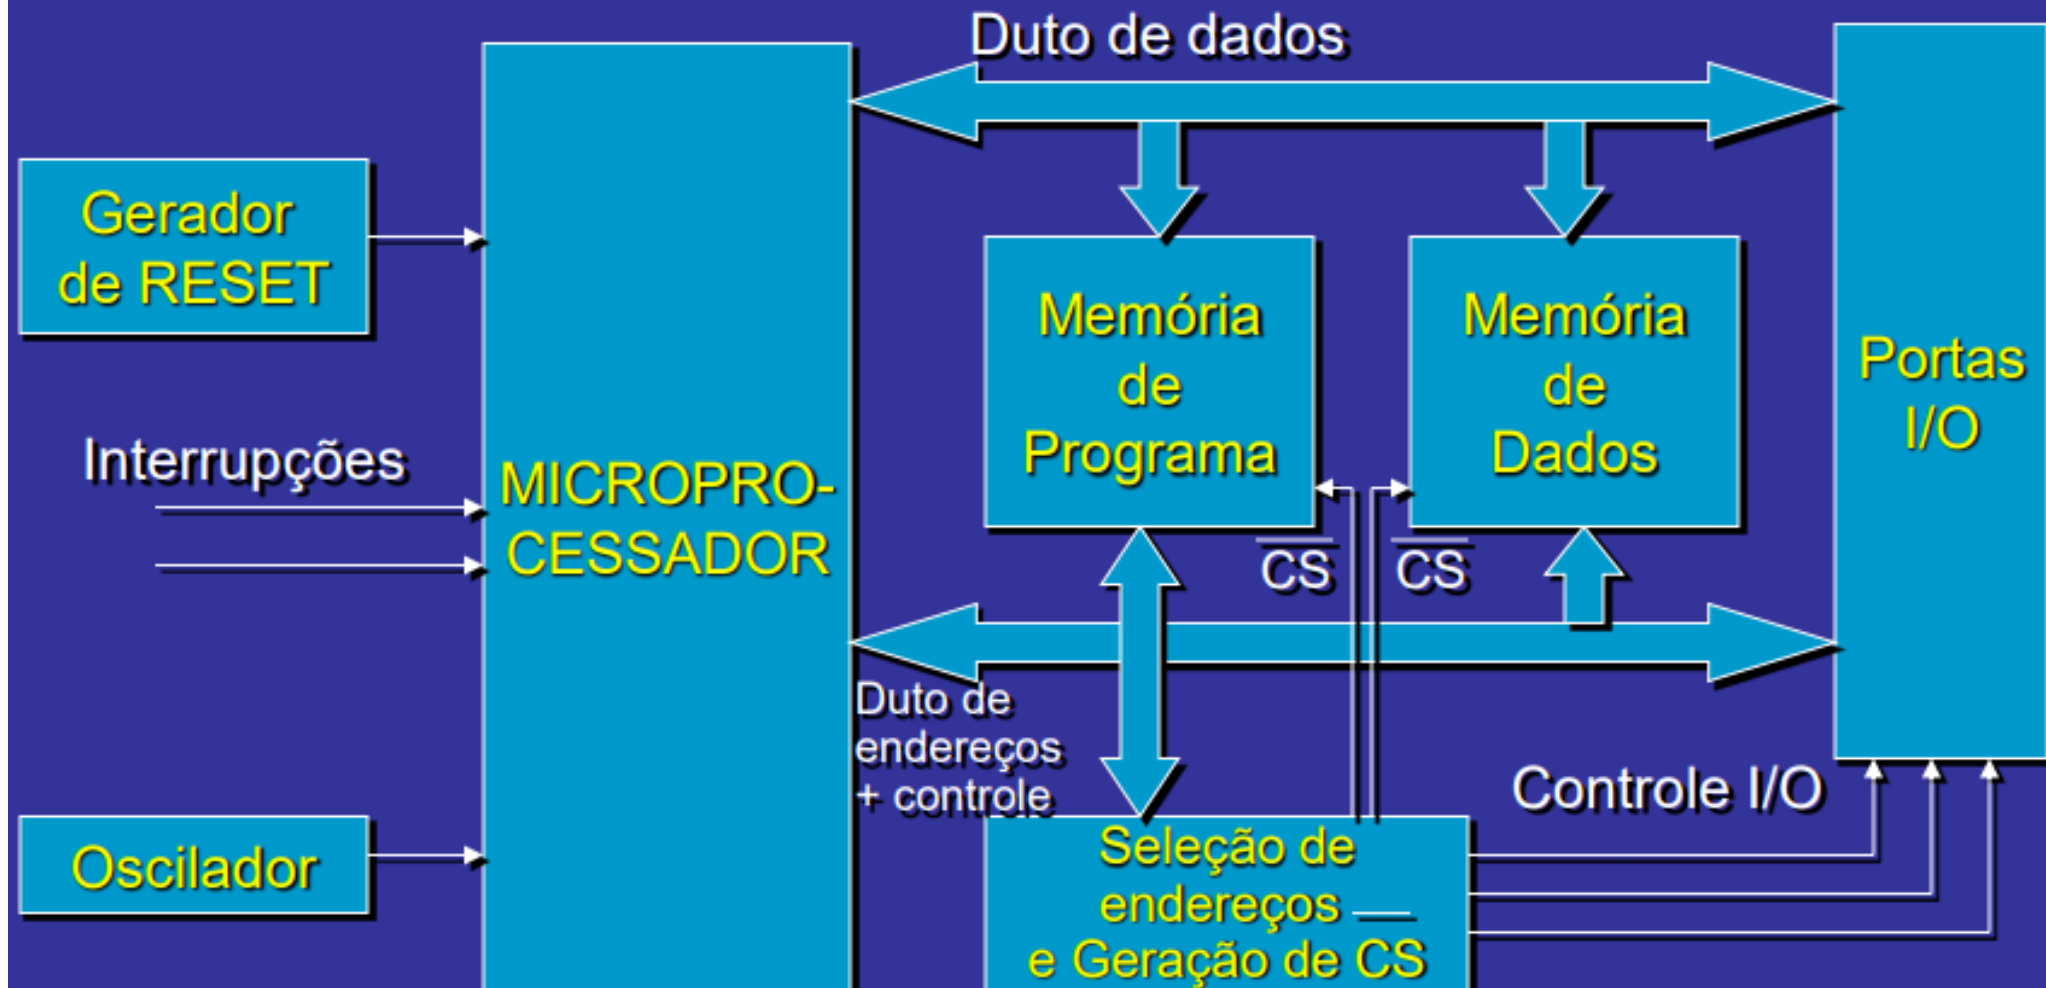 Duto de dados
Gerador
de RESET
Interrupções
MICROPRO-
CESSADOR
Oscilador
Memória
de
Programa
Memória
de
Dados
CS
CS
Portas
I/O
Duto de
endereços
+ controle
Controle I/O
Seleção de
endereços
e Geração de CS